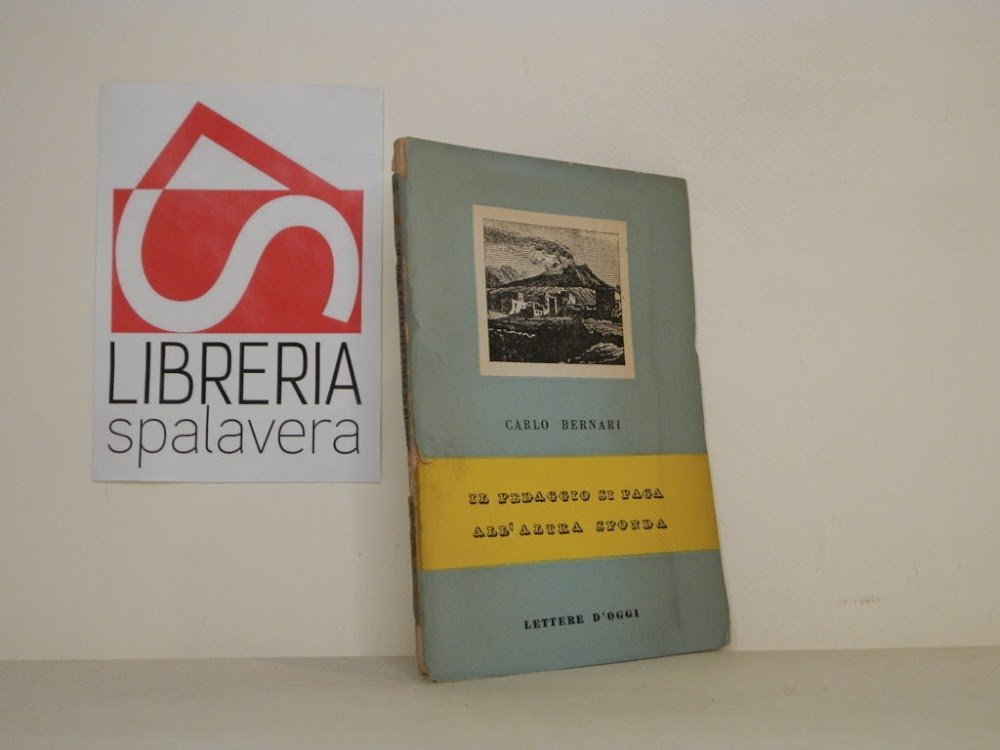 LIBRERIA
spalavera
CARLO BERNARI
IL PEDAGGIO SI PAGA
ALL'ALTRA SPONDA
LETTERE D'OGGI